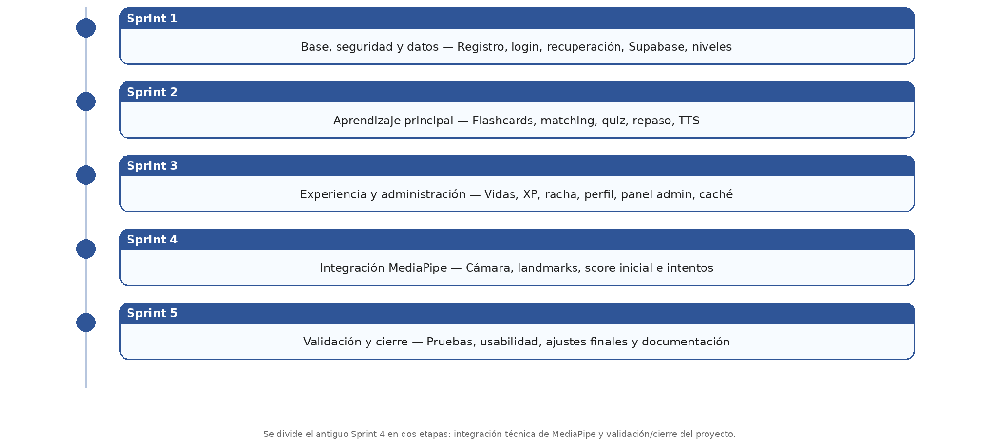 Sprint 1
Base, seguridad y datos — Registro, login, recuperación, Supabase, niveles
Sprint 2
Aprendizaje principal — Flashcards, matching, quiz, repaso, TTS
Sprint 3
Experiencia y administración — Vidas, XP, racha, perfil, panel admin, caché
Sprint 4
Integración MediaPipe — Cámara, landmarks, score inicial e intentos
Sprint 5
Validación y cierre — Pruebas, usabilidad, ajustes finales y documentación
Se divide el antiguo Sprint 4 en dos etapas: integración técnica de MediaPipe y validación/cierre del proyecto.